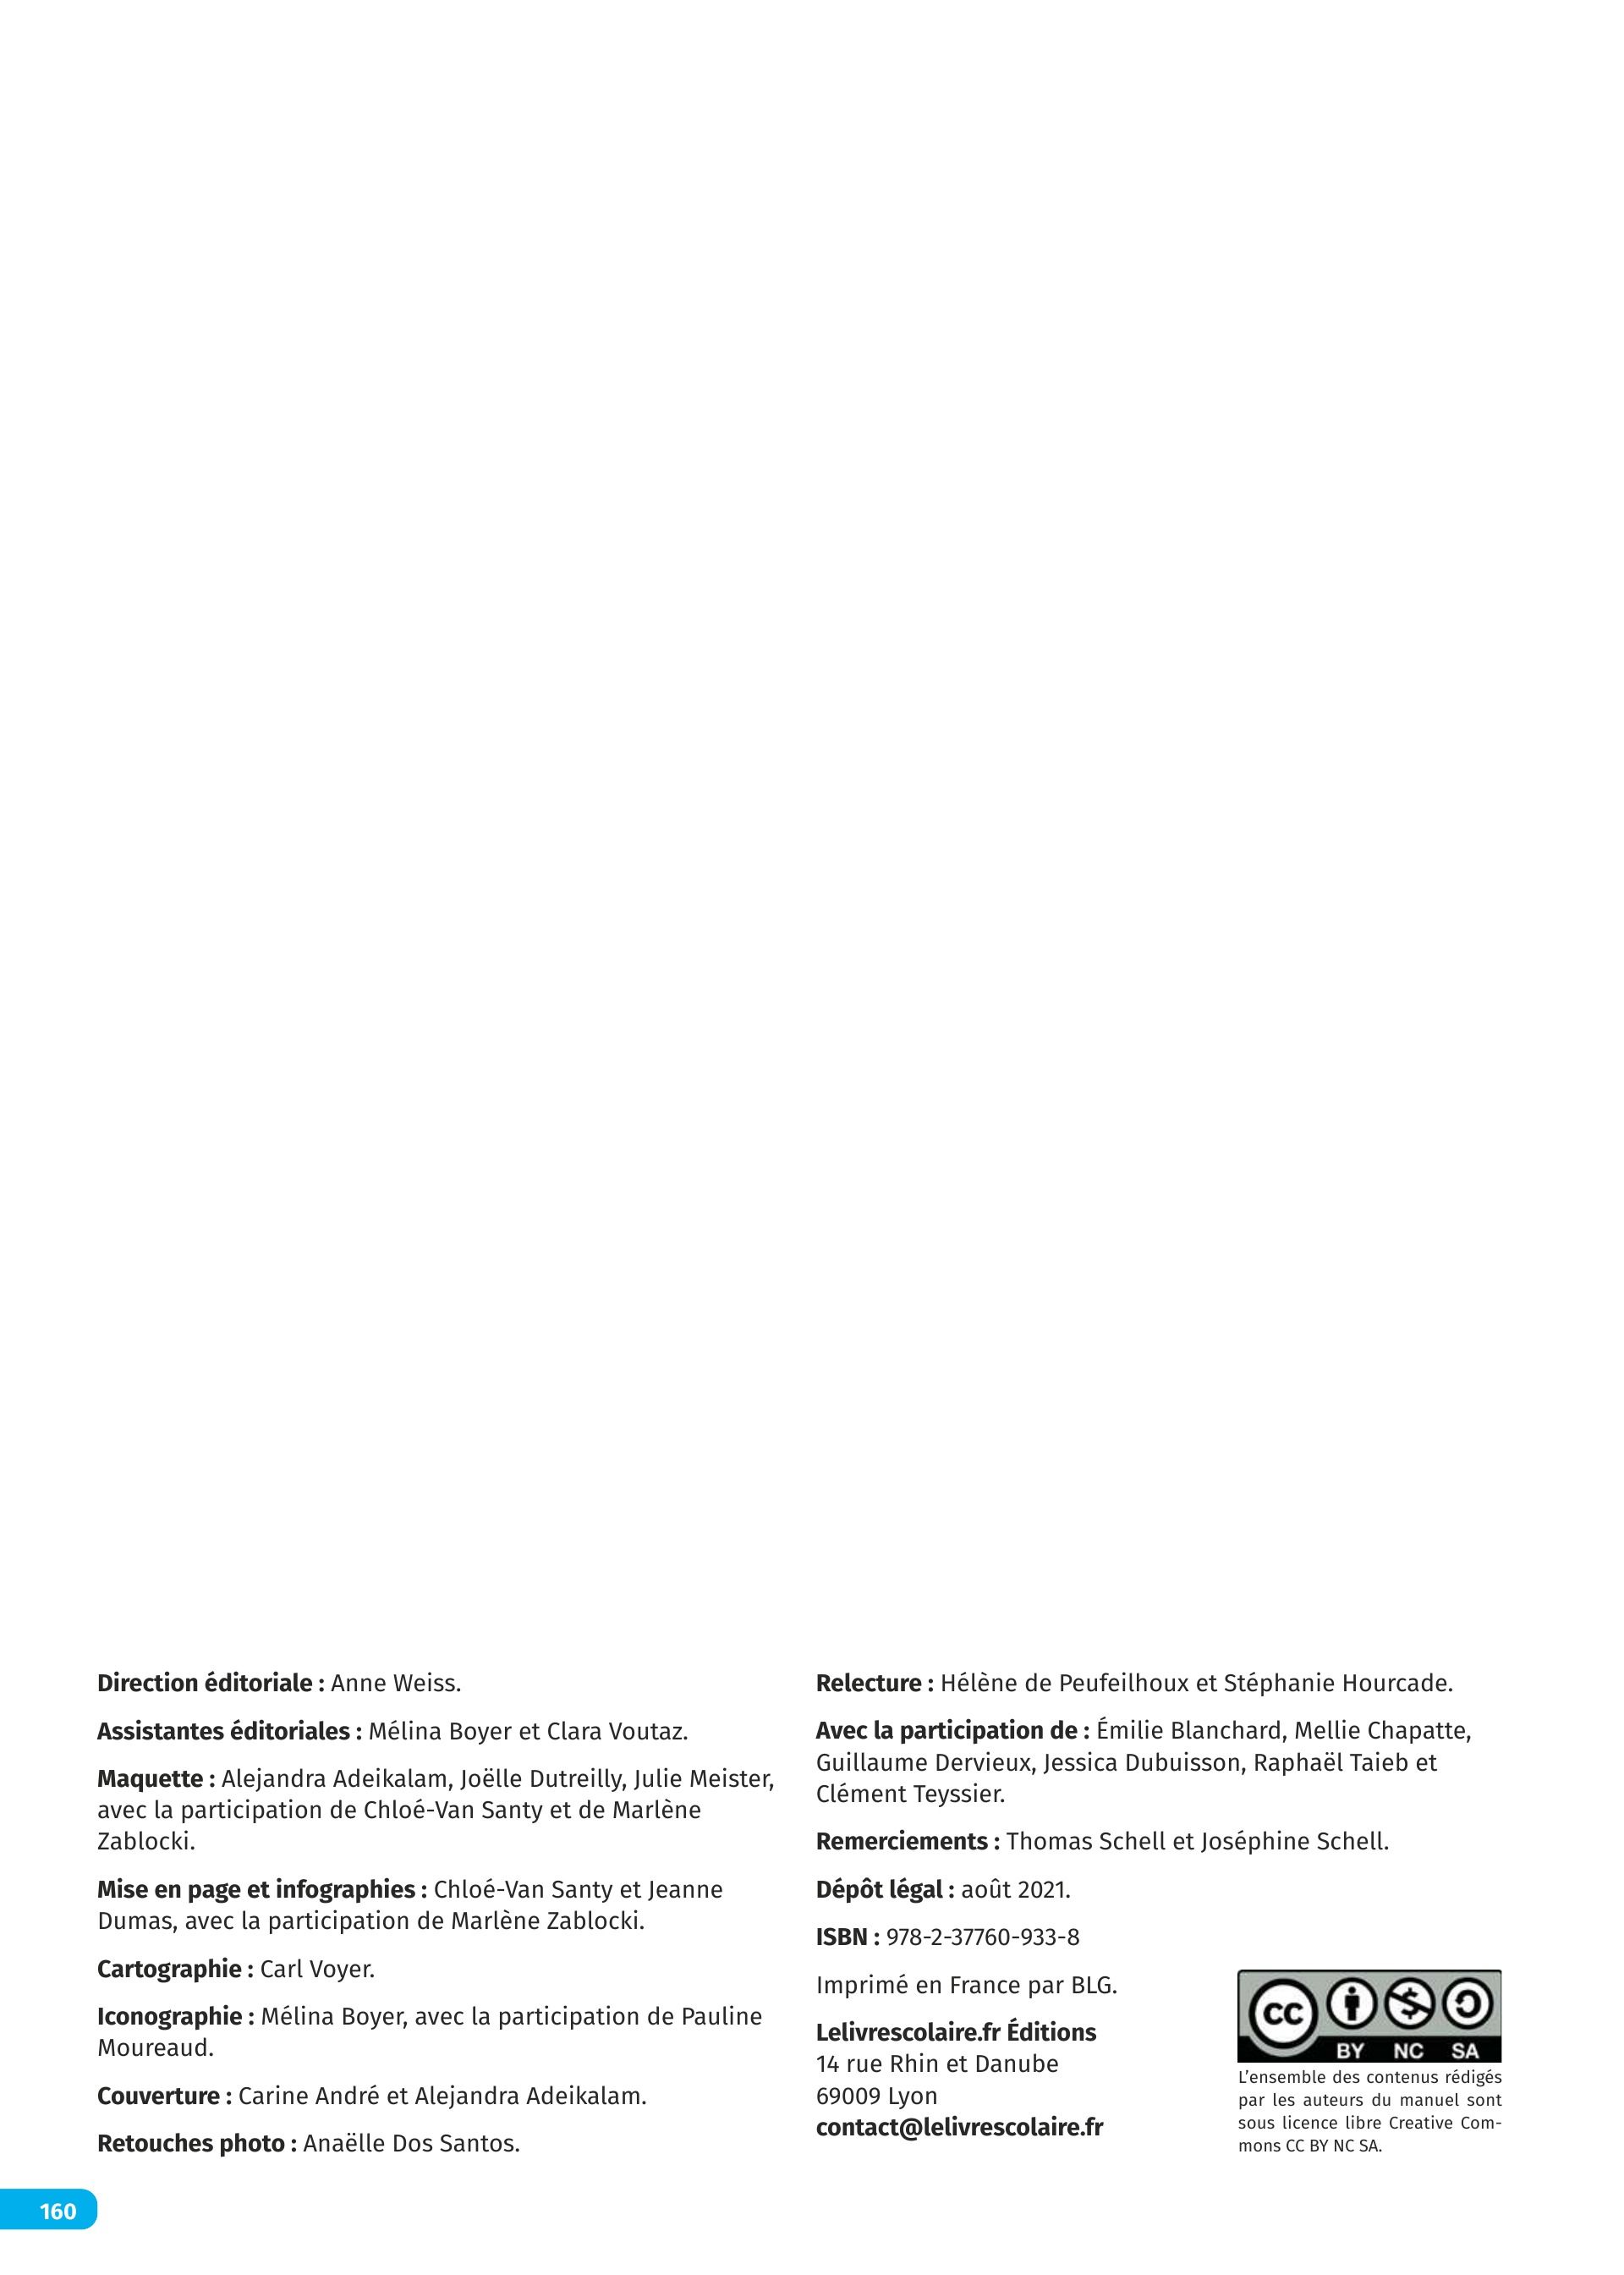 Direction éditoriale : Anne Weiss.
Assistantes éditoriales : Mélina Boyer et Clara Voutaz.
Maquette : Alejandra Adeikalam, Joëlle Dutreilly, Julie Meister,
avec la participation de Chloé-Van Santy et de Marlène
Zablocki.
Mise en page et infographies : Chloé-Van Santy et Jeanne
Dumas, avec la participation de Marlène Zablocki.
Cartographie : Carl Voyer.
Iconographie : Mélina Boyer, avec la participation de Pauline
Moureaud.
Couverture : Carine André et Alejandra Adeikalam.
Retouches photo : Anaëlle Dos Santos.
Relecture : Hélène de Peufeilhoux et Stéphanie Hourcade.
Avec la participation de : Émilie Blanchard, Mellie Chapatte,
Guillaume Dervieux, Jessica Dubuisson, Raphaël Taieb et
Clément Teyssier.
Remerciements : Thomas Schell et Joséphine Schell.
Dépôt légal : août 2021.
ISBN : 978-2-37760-933-8
Imprimé en France par BLG.
Lelivrescolaire.fr Éditions
14 rue Rhin et Danube
69009 Lyon
contact@lelivrescolaire.fr
cc
BY NC SA
L’ensemble des contenus rédigés
par les auteurs du manuel sont
sous licence libre Creative Com-
mons CC BY NC SA.
160